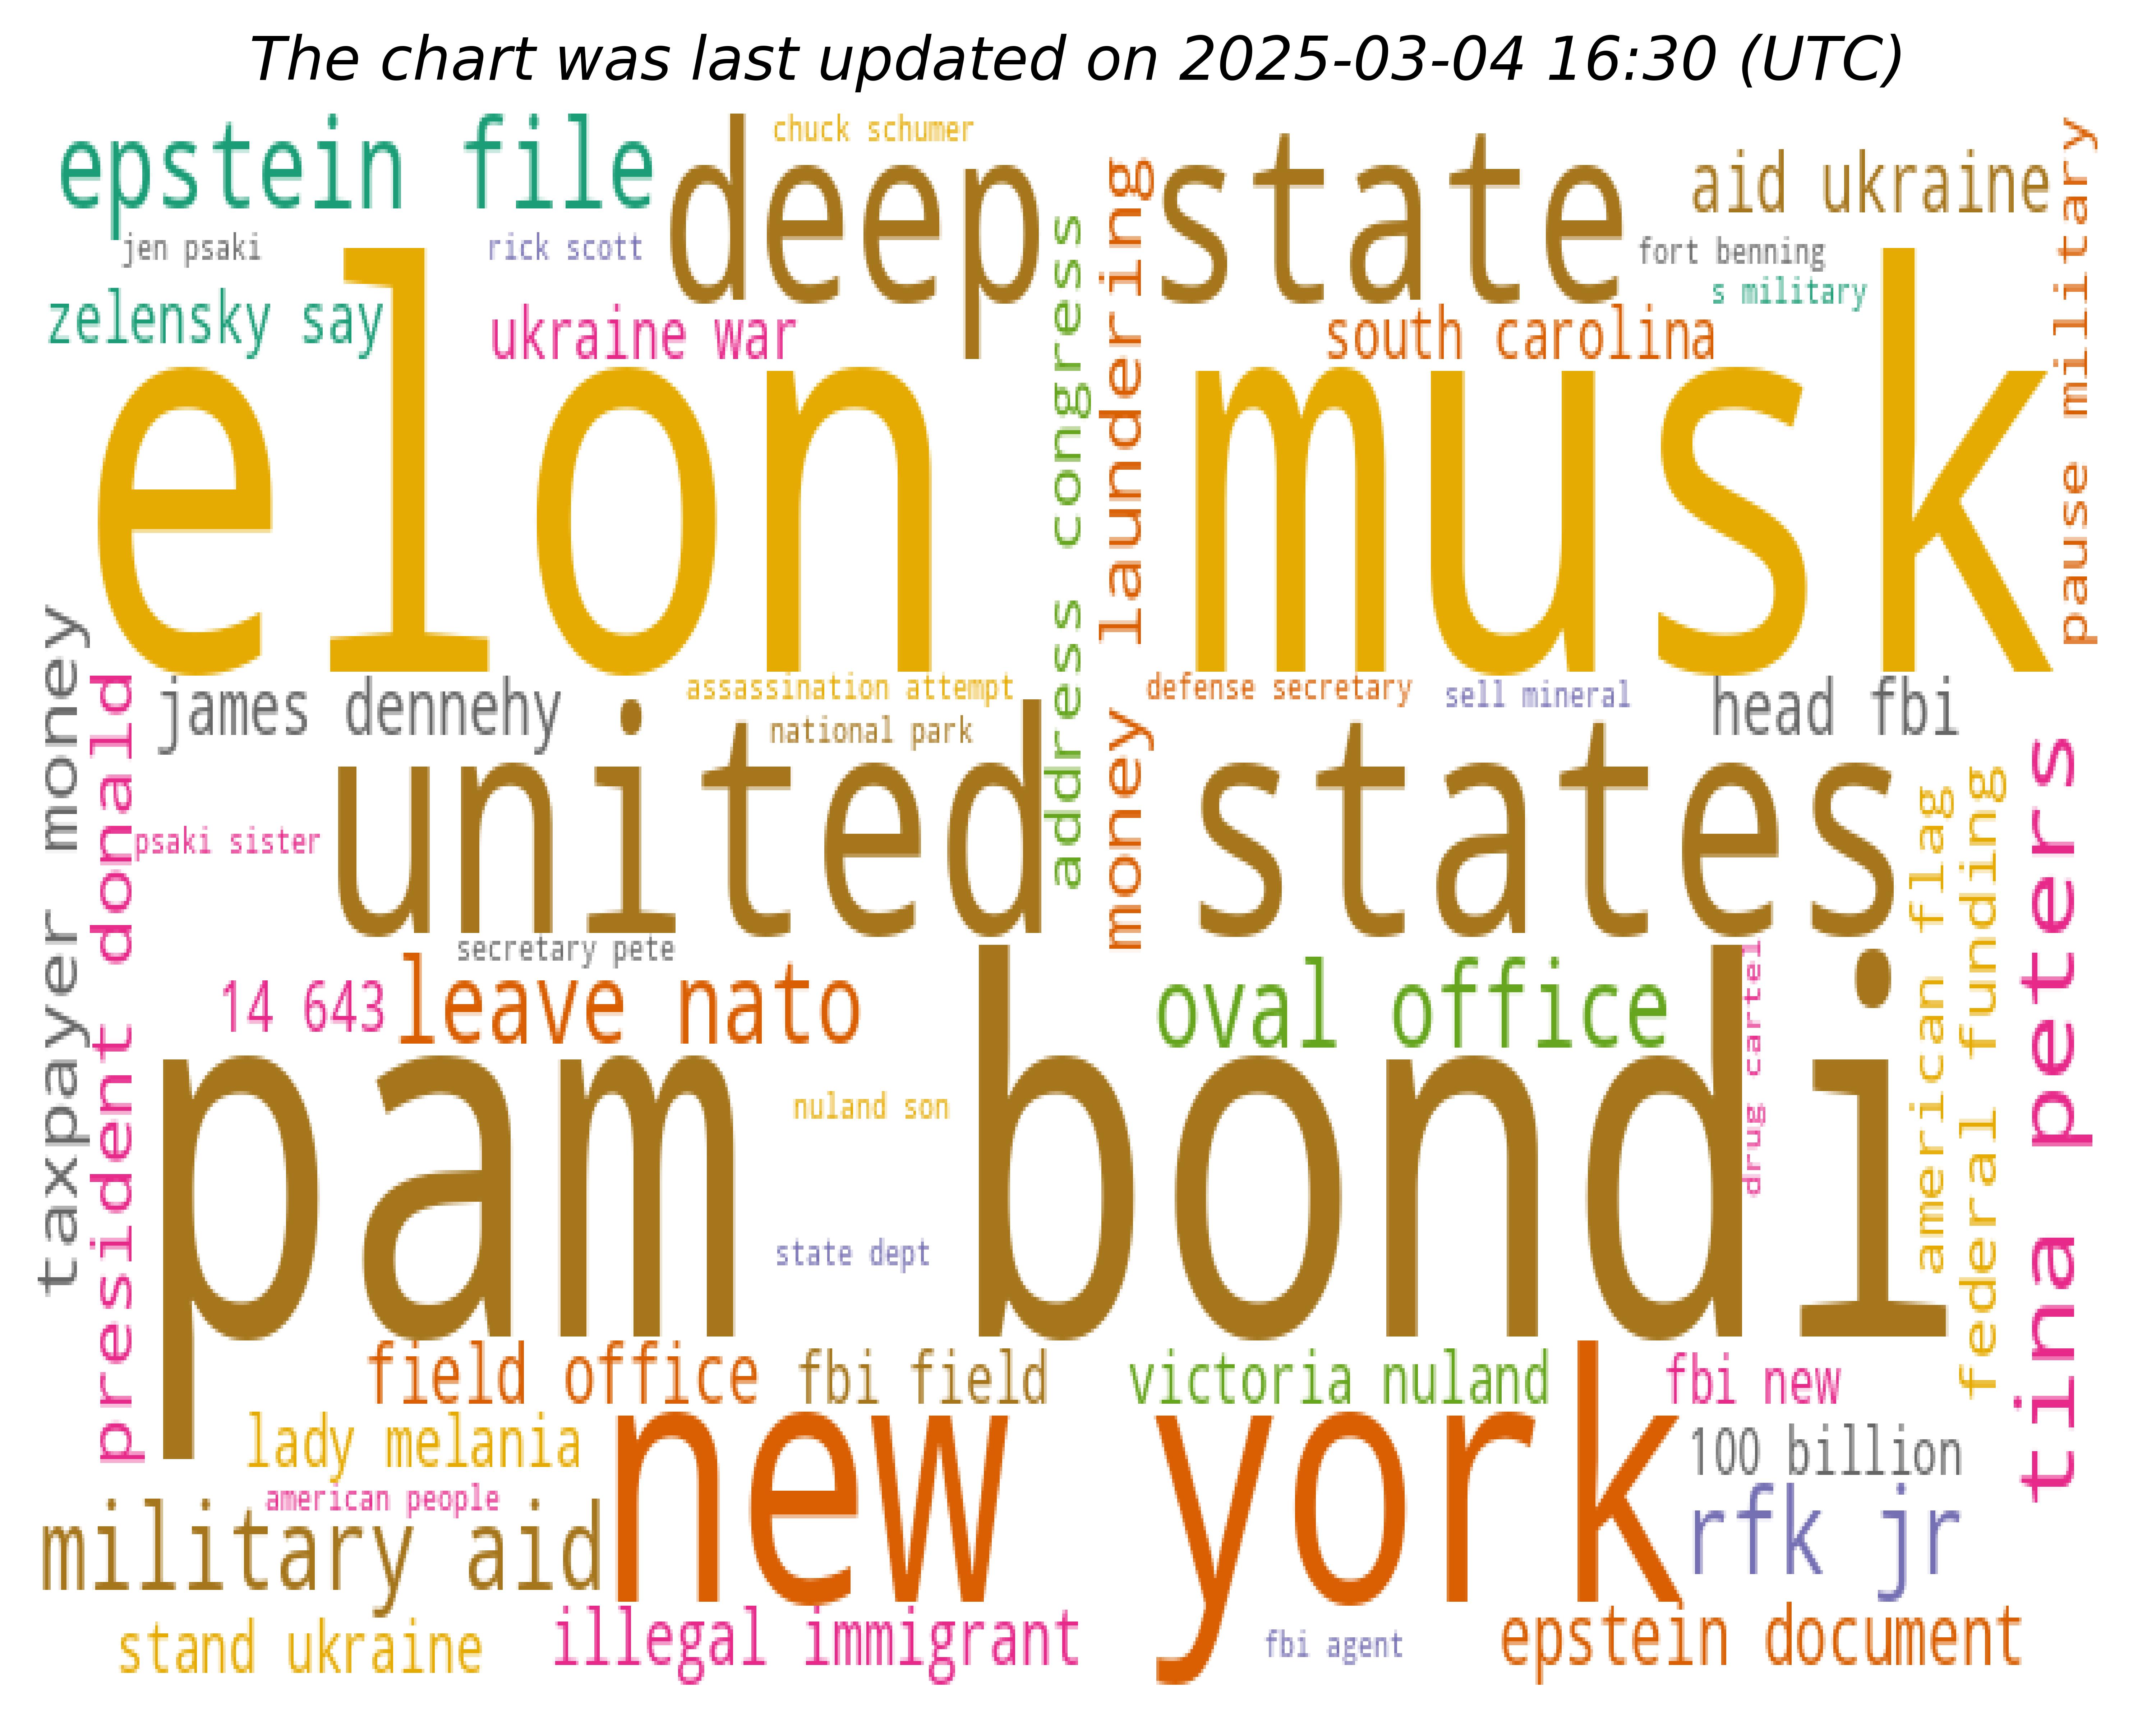 The chart was last updated on 2025-03-04 16:30 (UTC)
epstein file
deep state
chuck schumer
aid ukraine
pause military
jen psaki
rick scott
fort benning
s military
zelensky say
ukraine war
address congress
money laundering
south carolina
elon musk
taxpayer money
president donald
james dennehy
assassination attempt
defense secretary
sell mineral
head fbi
national park
united states
psaki sister
american flag
federal funding
tina peters
secretary pete
14 643
leave nato
oval office
drug cartel
pam bondi
nuland son
state dept
field office
fbi field
victoria nuland
fbi new
lady melania
new york
100 billion
american people
military aid
rfk jr
stand ukraine
illegal immigrant
fbi agent
epstein document